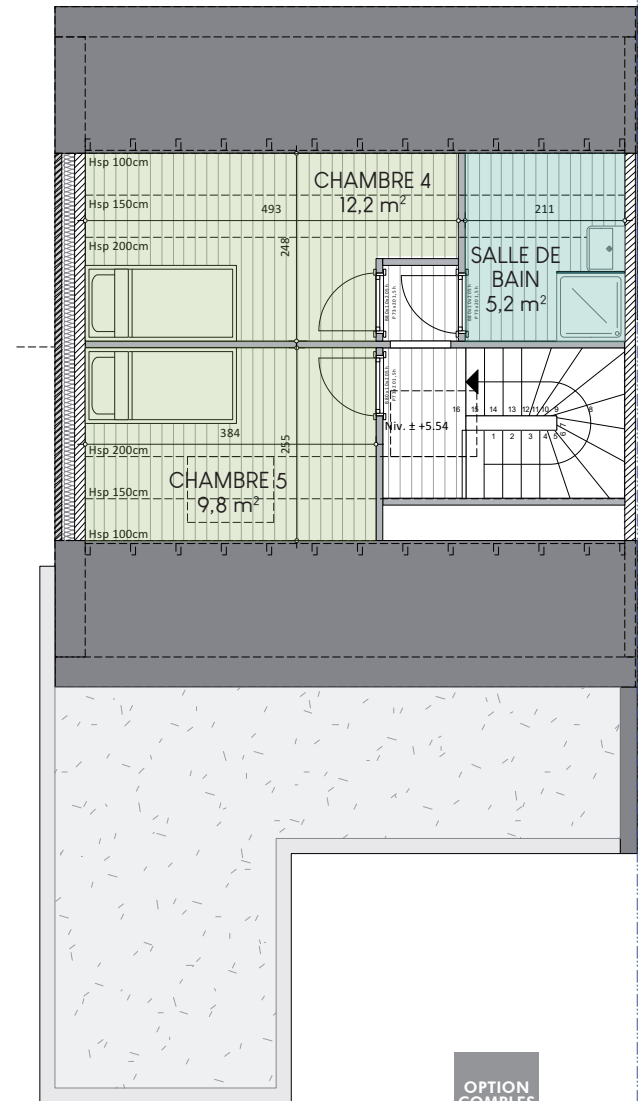 Hsp 100cm
CHAMBRE 4
12,2 m²
Hsp 150cm
493
211
Hsp 200cm
248
SALLE DE
BAIN
5,2 m²
16 15 14 13 12 11 10 9 8
7
6
1 2 3 4 5
Niv. ± +5.54
384
255
Hsp 200cm
CHAMBRE 5
9,8 m²
Hsp 150cm
Hsp 100cm
OPTION
COMBLES